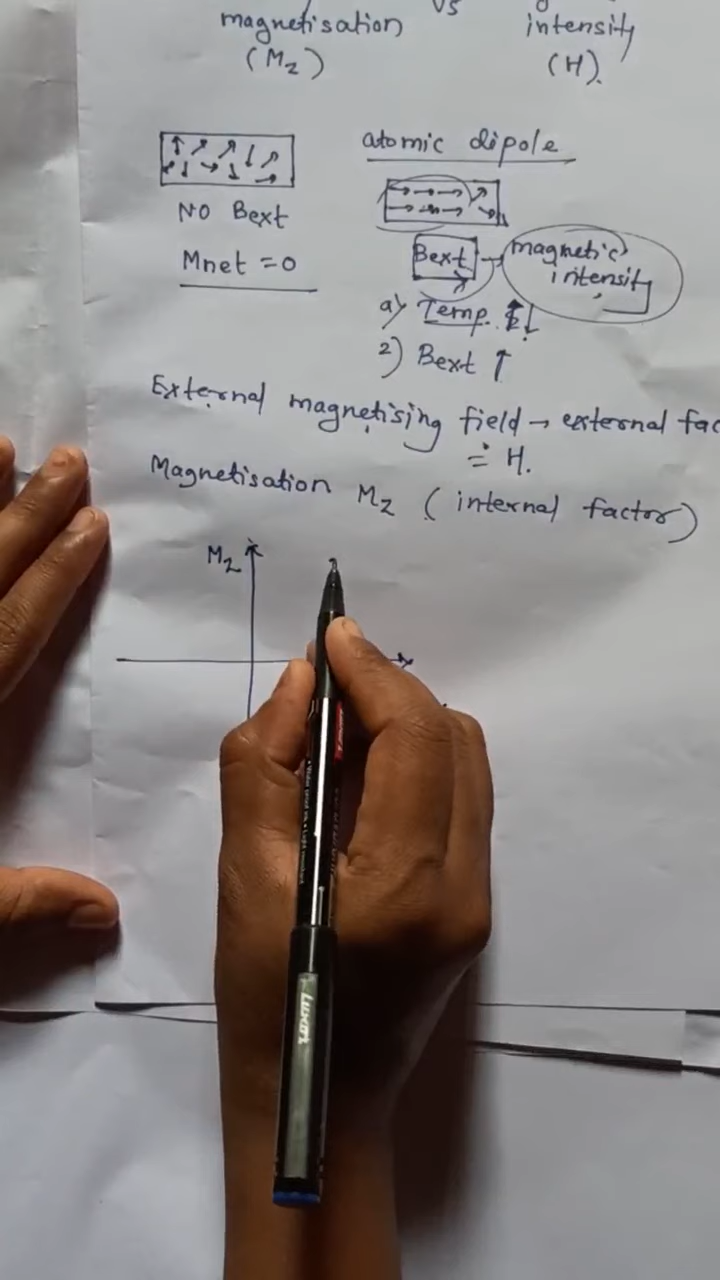 magnetisation vs intensity
(Mz) (H).
atomic dipole
NO Bext
Mnet = 0
Bext → magnetic intensity
a) Temp ↑↓
2) Bext ↑
External magnetising field → external fac
= H.
Magnetisation Mz ( internal factor)
Mz
Luxor